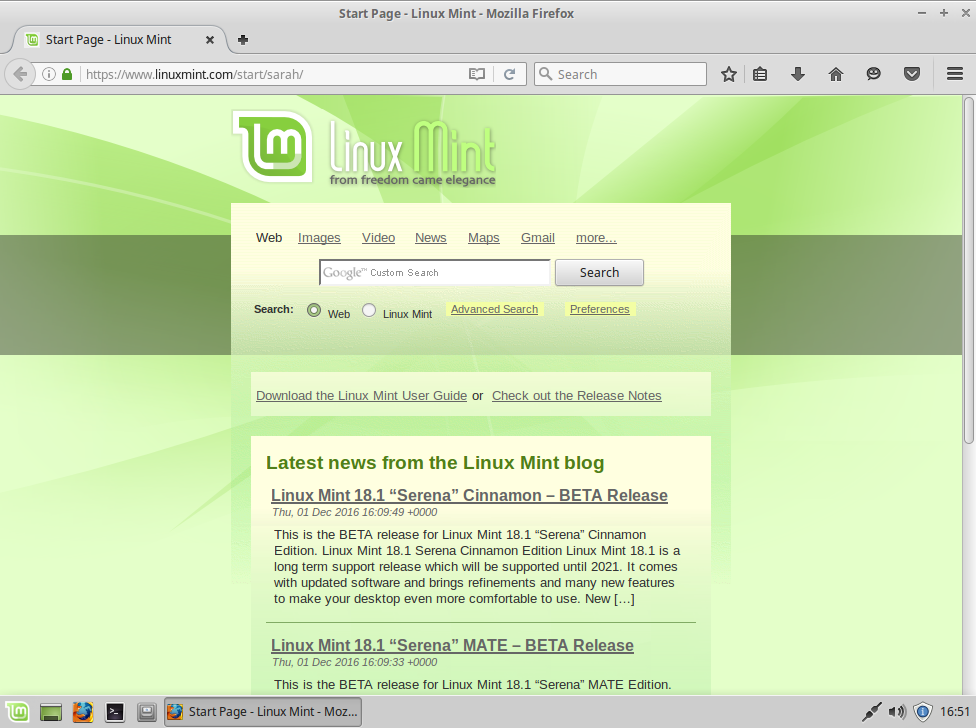 Start Page - Linux Mint - Mozilla Firefox
Start Page - Linux Mint
https://www.linuxmint.com/start/sarah/
Search
Linux Mint
from freedom came elegance
Web Images Video News Maps Gmail more...
Google™ Custom Search
Search
Search: Web Linux Mint Advanced Search Preferences
Download the Linux Mint User Guide or Check out the Release Notes
Latest news from the Linux Mint blog
Linux Mint 18.1 “Serena” Cinnamon – BETA Release
Thu, 01 Dec 2016 16:09:49 +0000
This is the BETA release for Linux Mint 18.1 “Serena” Cinnamon
Edition. Linux Mint 18.1 Serena Cinnamon Edition Linux Mint 18.1 is a
long term support release which will be supported until 2021. It comes
with updated software and brings refinements and many new features
to make your desktop even more comfortable to use. New […]
Linux Mint 18.1 “Serena” MATE – BETA Release
Thu, 01 Dec 2016 16:09:33 +0000
This is the BETA release for Linux Mint 18.1 “Serena” MATE Edition.
Start Page - Linux Mint - Moz...
16:51